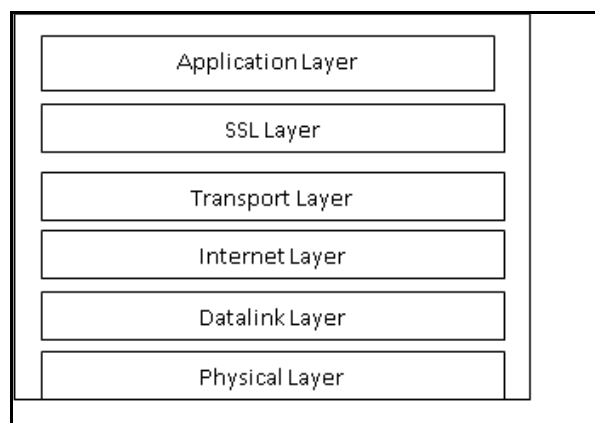 Application Layer
SSL Layer
Transport Layer
Internet Layer
Datalink Layer
Physical Layer